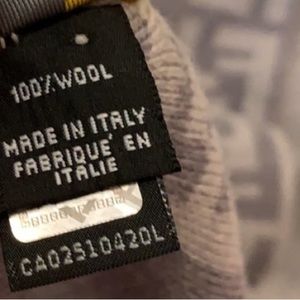 100% WOOL
MADE IN ITALY
FABRIQUÉ EN
ITALIE
CA02510420L